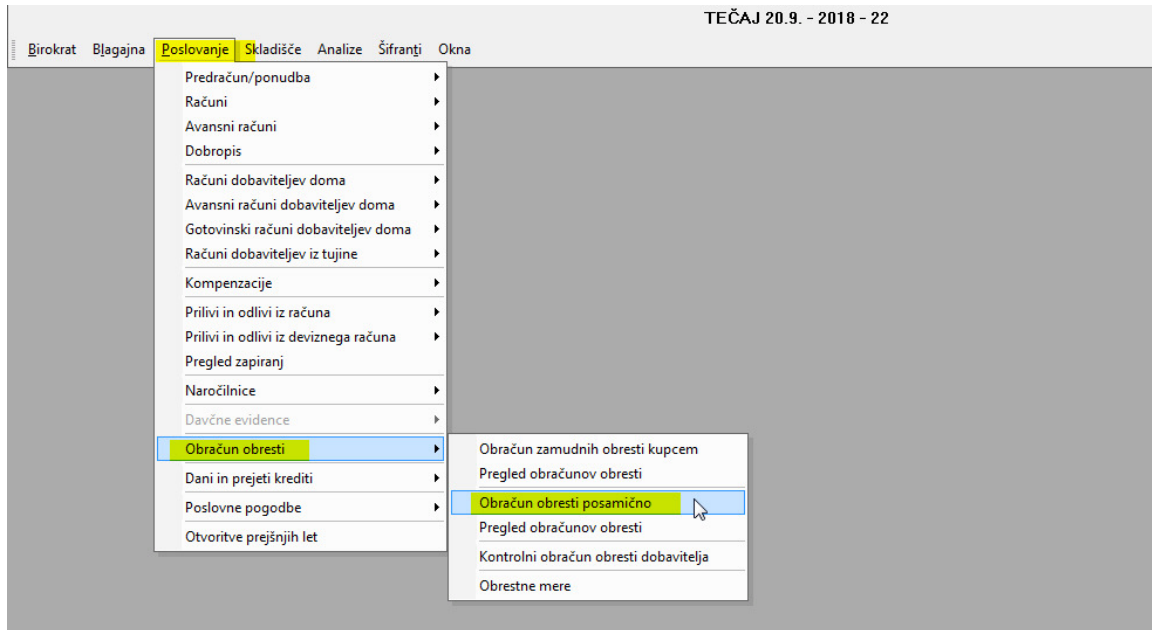 TEČAJ 20.9. - 2018 - 22
Birokrat Blagajna Poslovanje Skladišče Analize Šifranti Okna
Predračun/ponudba
Računi
Avansni računi
Dobropis
Računi dobaviteljev doma
Avansni računi dobaviteljev doma
Gotovinski računi dobaviteljev doma
Računi dobaviteljev iz tujine
Kompenzacije
Prilivi in odlivi iz računa
Prilivi in odlivi iz deviznega računa
Pregled zapiranj
Naročilnice
Davčne evidence
Obračun obresti
Dani in prejeti krediti
Poslovne pogodbe
Otvoritve prejšnjih let
Obračun zamudnih obresti kupcem
Pregled obračunov obresti
Obračun obresti posamično
Pregled obračunov obresti
Kontrolni obračun obresti dobavitelja
Obrestne mere